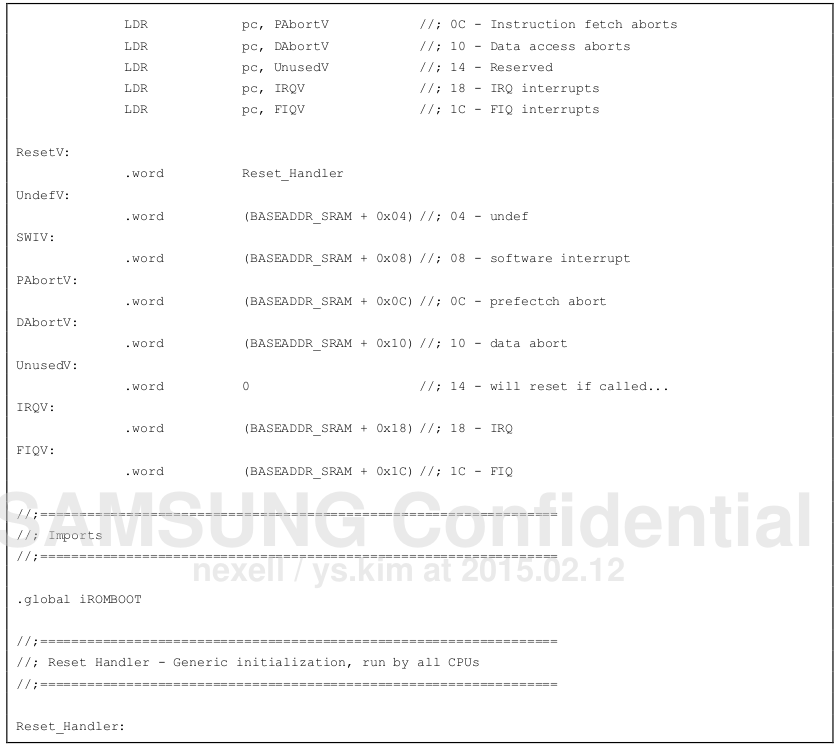 LDR pc, PAbortV //; 0C - Instruction fetch aborts
LDR pc, DAbortV //; 10 - Data access aborts
LDR pc, UnusedV //; 14 - Reserved
LDR pc, IRQV //; 18 - IRQ interrupts
LDR pc, FIQV //; 1C - FIQ interrupts
ResetV:
.word Reset_Handler
UndefV:
.word (BASEADDR_SRAM + 0x04) //; 04 - undef
SWIV:
.word (BASEADDR_SRAM + 0x08) //; 08 - software interrupt
PAbortV:
.word (BASEADDR_SRAM + 0x0C) //; 0C - prefectch abort
DAbortV:
.word (BASEADDR_SRAM + 0x10) //; 10 - data abort
UnusedV:
.word 0 //; 14 - will reset if called...
IRQV:
.word (BASEADDR_SRAM + 0x18) //; 18 - IRQ
FIQV:
.word (BASEADDR_SRAM + 0x1C) //; 1C - FIQ
SAMSUNG Confidential
//;==================================================================
//; Imports
//;==================================================================
nexell / ys.kim at 2015.02.12
.global iROMBOOT
//;==================================================================
//; Reset Handler - Generic initialization, run by all CPUs
//;==================================================================
Reset_Handler: